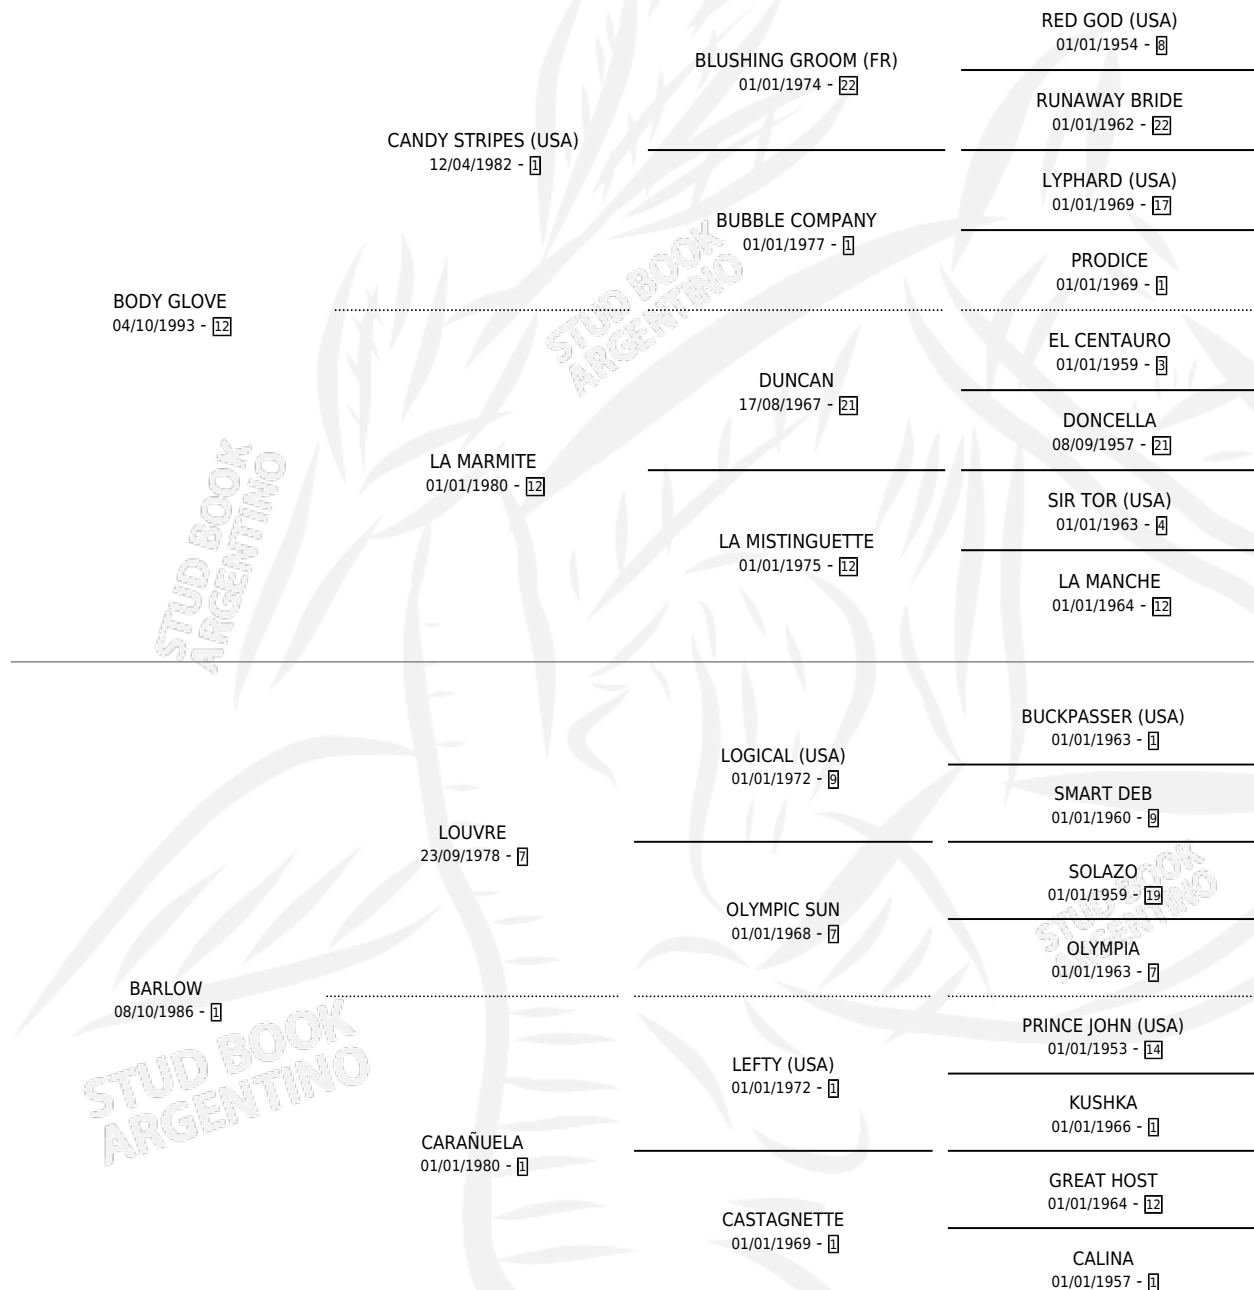 RED GOD (USA)
01/01/1954 - 8
BLUSHING GROOM (FR)
01/01/1974 - 22
RUNAWAY BRIDE
01/01/1962 - 22
CANDY STRIPES (USA)
12/04/1982 - 1
LYPHARD (USA)
01/01/1969 - 17
BUBBLE COMPANY
01/01/1977 - 1
PRODICE
01/01/1969 - 1
BODY GLOVE
04/10/1993 - 12
STUD BOOK
ARGENTINO
EL CENTAURO
01/01/1959 - 3
DUNCAN
17/08/1967 - 21
DONCELLA
08/09/1957 - 21
LA MARMITE
01/01/1980 - 12
SIR TOR (USA)
01/01/1963 - 4
LA MISTINGUETTE
01/01/1975 - 12
LA MANCHE
01/01/1964 - 12
STUD BOOK
ARGENTINO
BUCKPASSER (USA)
01/01/1963 - 1
LOGICAL (USA)
01/01/1972 - 9
SMART DEB
01/01/1960 - 9
LOUVRE
23/09/1978 - 7
SOLAZO
01/01/1959 - 19
OLYMPIC SUN
01/01/1968 - 7
OLYMPIA
01/01/1963 - 7
STUD BOOK
ARGENTINO
BARLOW
08/10/1986 - 1
PRINCE JOHN (USA)
01/01/1953 - 14
LEFTY (USA)
01/01/1972 - 1
KUSHKA
01/01/1966 - 1
STUD BOOK
ARGENTINO
CARAÑUELA
01/01/1980 - 1
GREAT HOST
01/01/1964 - 12
CASTAGNETTE
01/01/1969 - 1
CALINA
01/01/1957 - 1